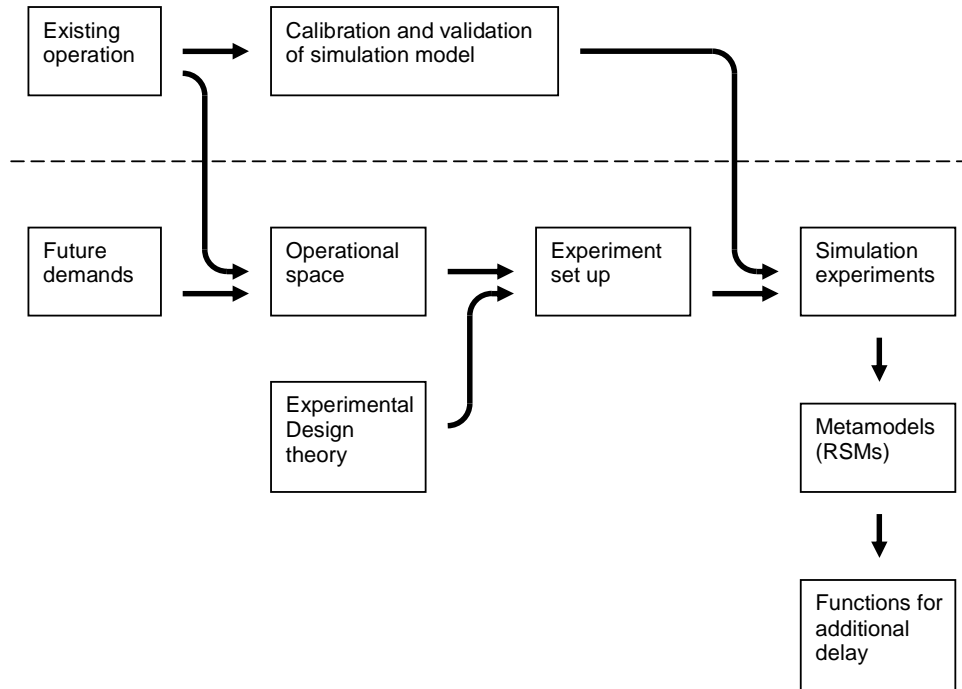 Existing
operation
Calibration and validation
of simulation model
Future
demands
Operational
space
Experiment
set up
Simulation
experiments
Experimental
Design
theory
Metamodels
(RSMs)
Functions for
additional
delay